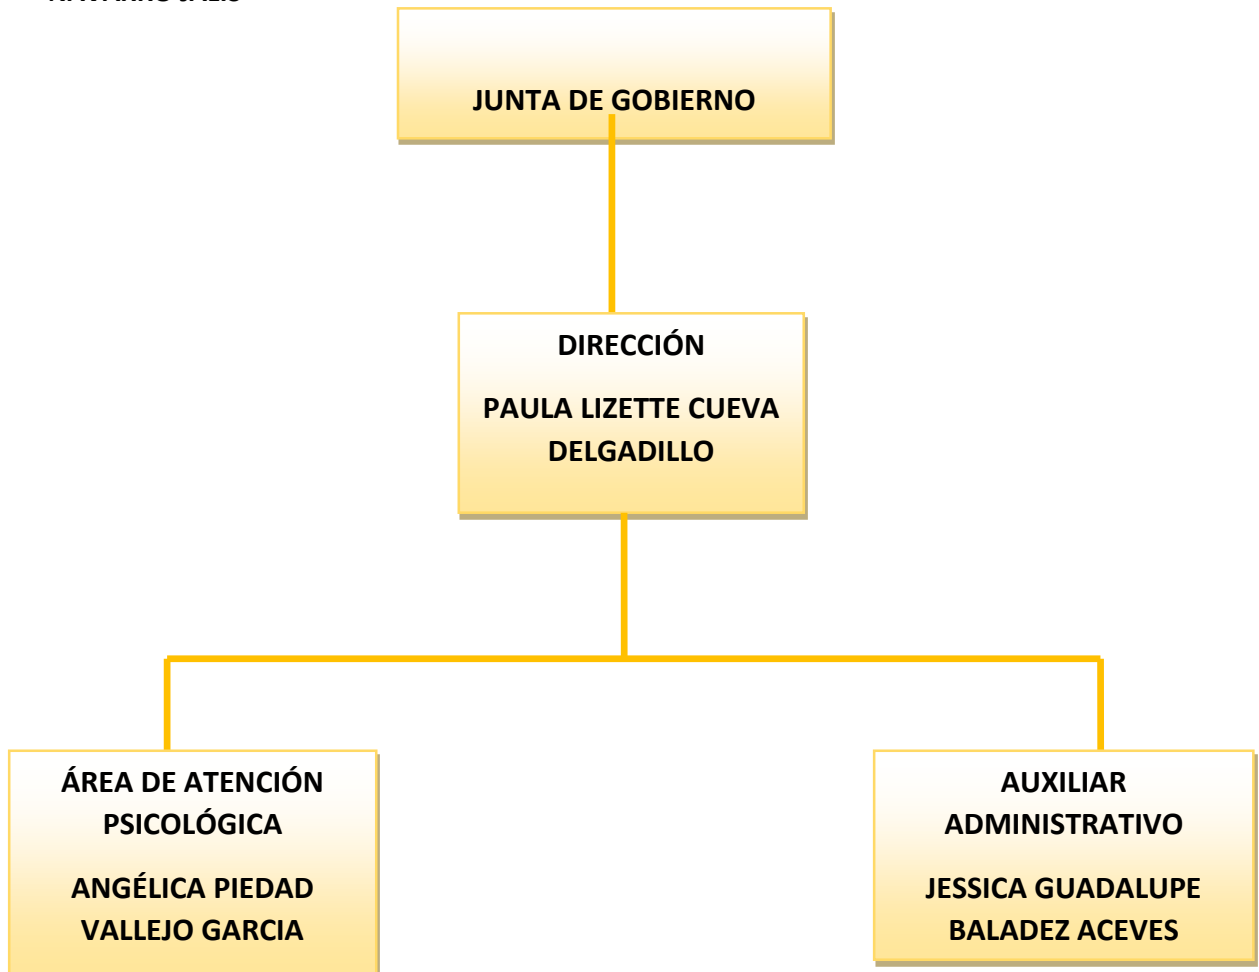 JUNTA DE GOBIERNO
DIRECCIÓN
PAULA LIZETTE CUEVA
DELGADILLO
ÁREA DE ATENCIÓN
PSICOLÓGICA
ANGÉLICA PIEDAD
VALLEJO GARCIA
AUXILIAR
ADMINISTRATIVO
JESSICA GUADALUPE
BALADEZ ACEVES